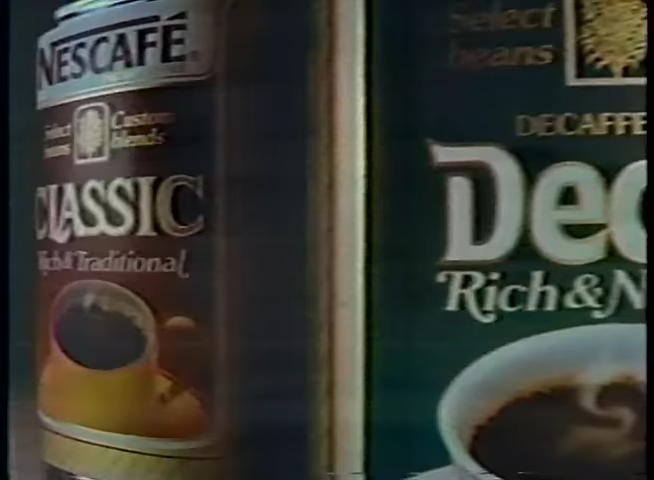 NESCAFÉ
Select Custom
beans blends
CLASSIC
Rich & Traditional
Select
beans
DECAFFE
Dec
Rich & N